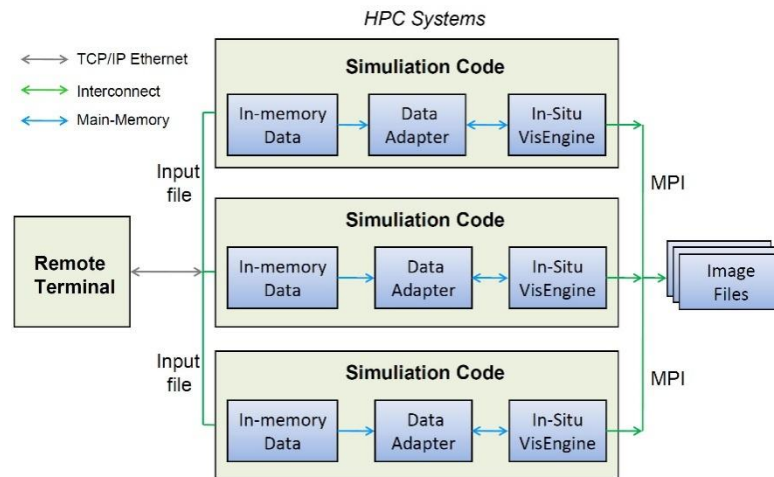 HPC Systems
TCP/IP Ethernet
Interconnect
Main-Memory
Simuliation Code
In-memory
Data
Data
Adapter
In-Situ
VisEngine
Input
file
MPI
Simuliation Code
Remote
Terminal
In-memory
Data
Data
Adapter
In-Situ
VisEngine
Image
Files
Input
file
MPI
Simuliation Code
In-memory
Data
Data
Adapter
In-Situ
VisEngine